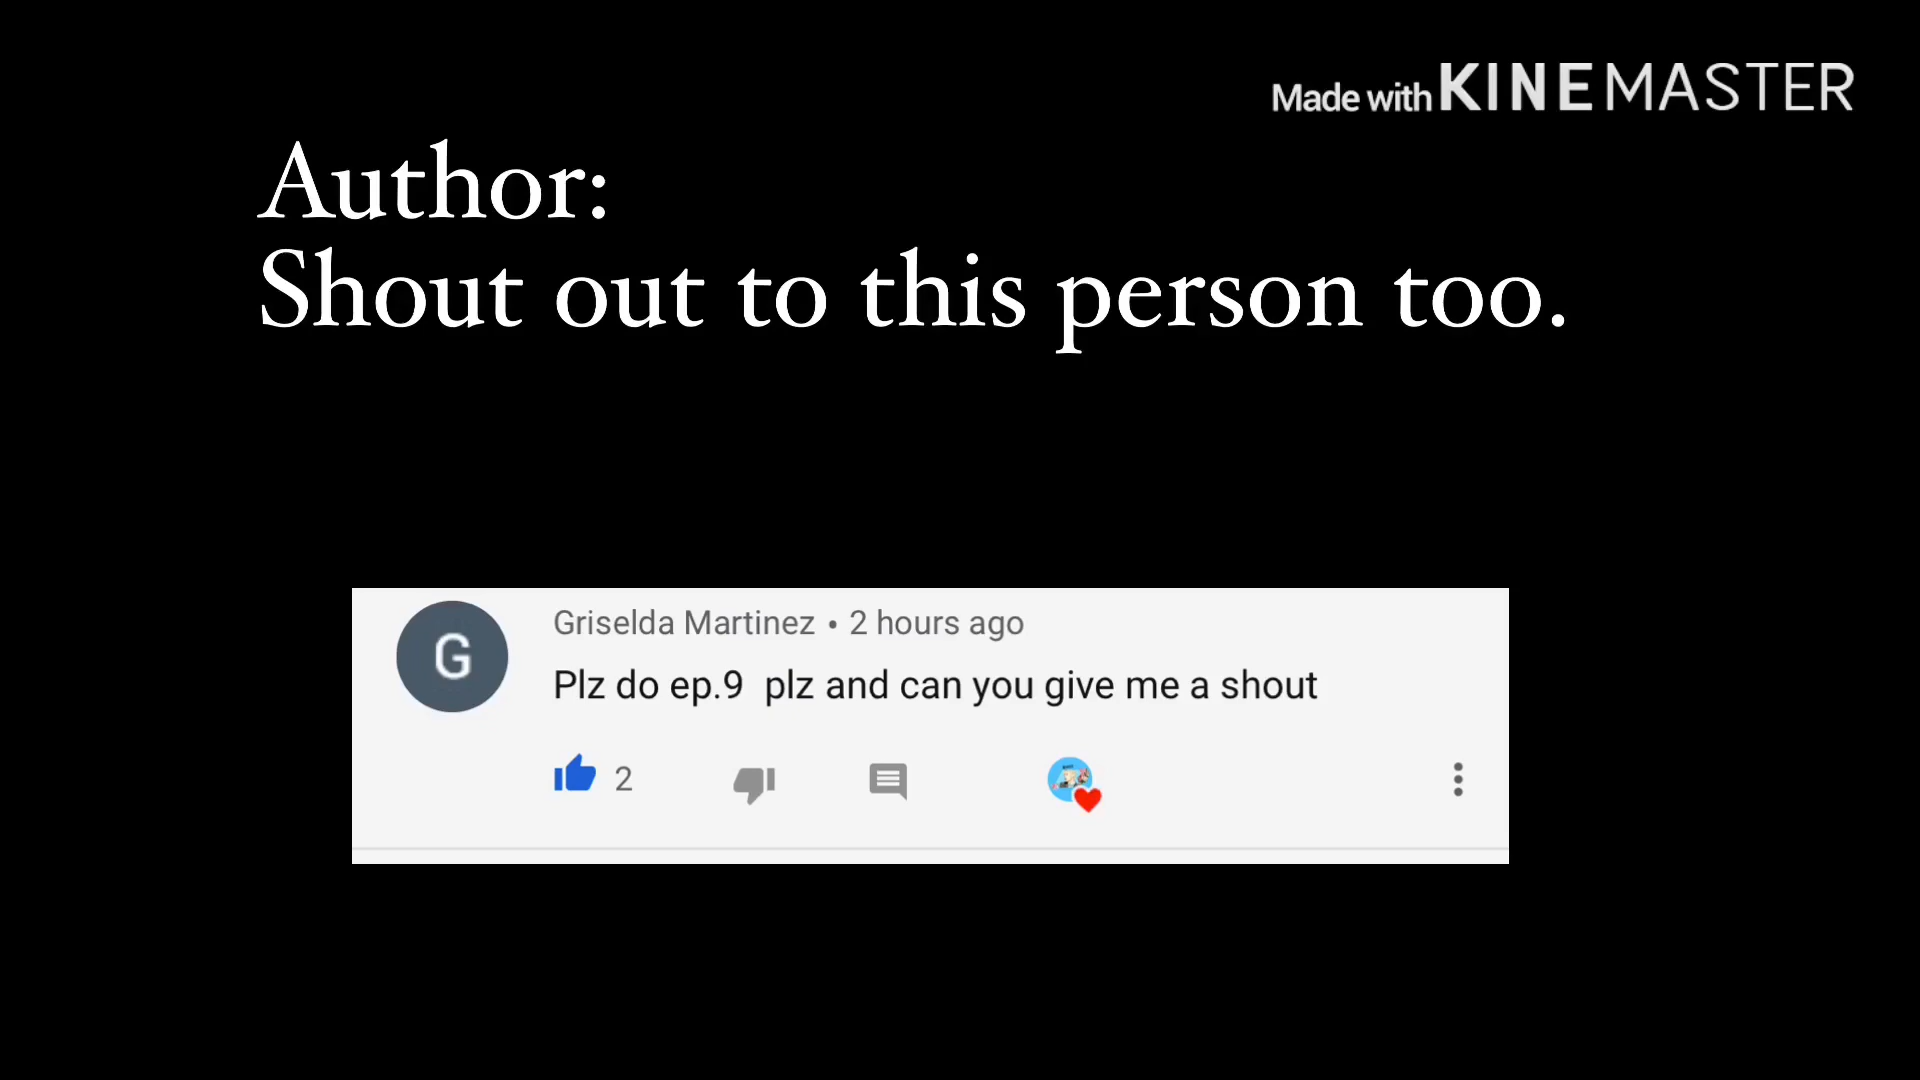 Made with KINEMASTER
Author:
Shout out to this person too.
G
Griselda Martinez • 2 hours ago
Plz do ep.9  plz and can you give me a shout
2